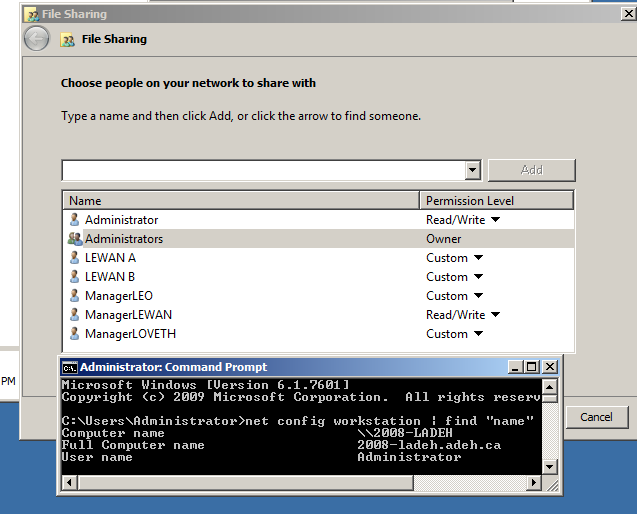 File Sharing
File Sharing
Choose people on your network to share with
Type a name and then click Add, or click the arrow to find someone.
Add
Name Permission Level
Administrator Read/Write
Administrators Owner
LEWAN A Custom
LEWAN B Custom
ManagerLEO Custom
ManagerLEWAN Read/Write
ManagerLOVETH Custom
PM
Administrator: Command Prompt
Microsoft Windows [Version 6.1.7601]
Copyright (c) 2009 Microsoft Corporation. All rights reserv
C:\Users\Administrator>net config workstation | find "name"
Computer name \\2008-LADEH
Full Computer name 2008-ladeh.adeh.ca
User name Administrator
Cancel